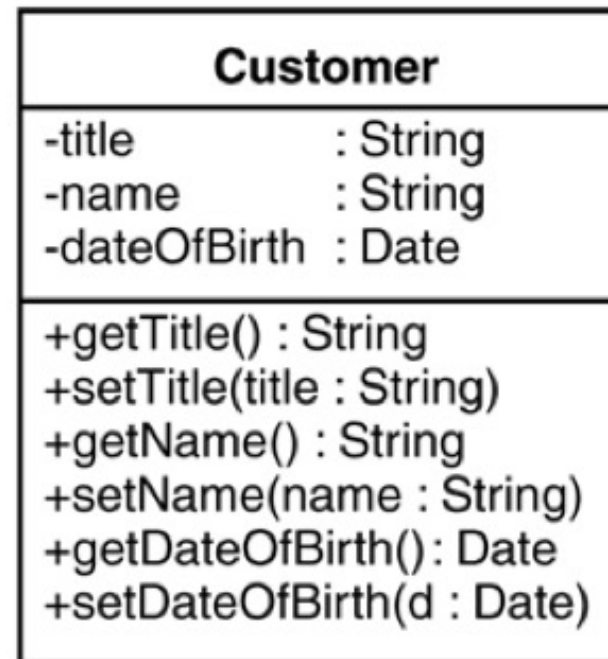 Customer
-title : String
-name : String
-dateOfBirth : Date
+getTitle() : String
+setTitle(title : String)
+getName() : String
+setName(name : String)
+getDateOfBirth() : Date
+setDateOfBirth(d : Date)